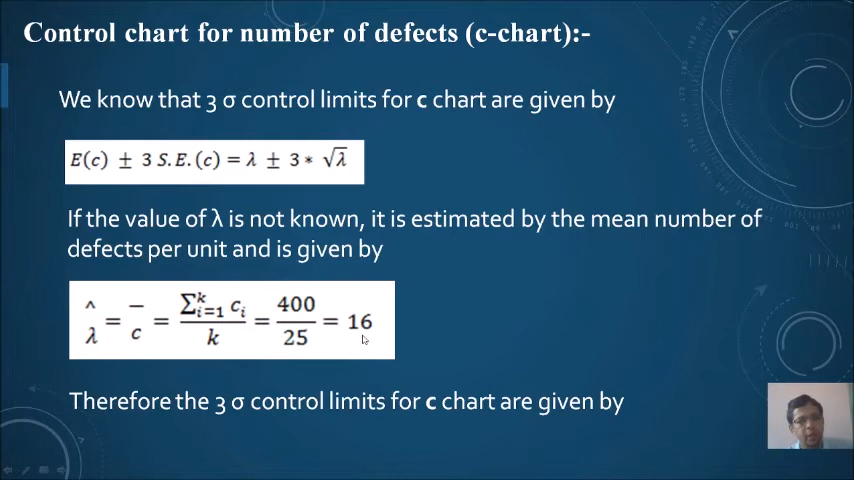 Control chart for number of defects (c-chart):-
We know that 3 σ control limits for c chart are given by
E(c) ± 3 S.E.(c) = λ ± 3 * √λ
If the value of λ is not known, it is estimated by the mean number of
defects per unit and is given by
λ̂ = c̄ = ∑ᵏᵢ₌₁ cᵢ / k = 400 / 25 = 16
Therefore the 3 σ control limits for c chart are given by